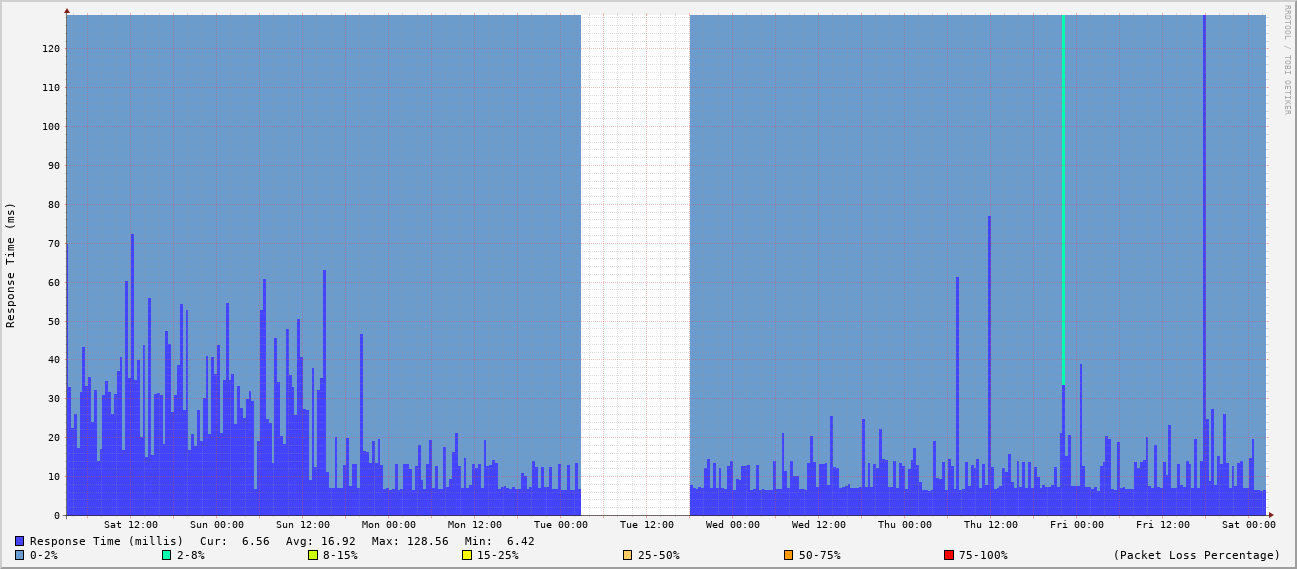 RRDTOOL / TOBI OETIKER
Response Time (ms)
120
110
100
90
80
70
60
50
40
30
20
10
0
Sat 12:00 Sun 00:00 Sun 12:00 Mon 00:00 Mon 12:00 Tue 00:00 Tue 12:00 Wed 00:00 Wed 12:00 Thu 00:00 Thu 12:00 Fri 00:00 Fri 12:00 Sat 00:00
Response Time (millis) Cur: 6.56 Avg: 16.92 Max: 128.56 Min: 6.42
0-2% 2-8% 8-15% 15-25% 25-50% 50-75% 75-100% (Packet Loss Percentage)